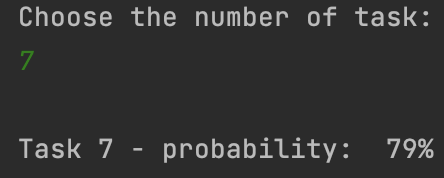 Choose the number of task:
7
Task 7 - probability:  79%